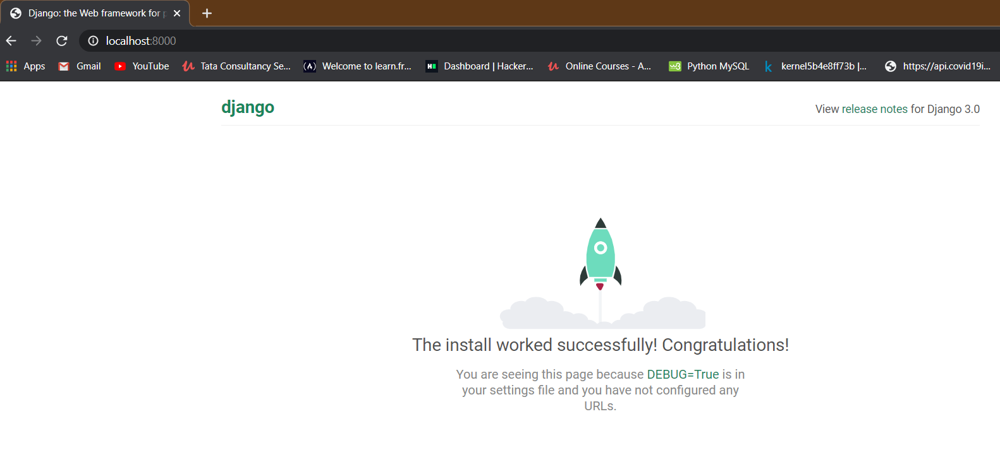 Django: the Web framework for p
localhost:8000
Apps Gmail YouTube Tata Consultancy Se... Welcome to learn.fr... Dashboard | Hacker... Online Courses - A... Python MySQL kernel5b4e8ff73b |... https://api.covid19i...
django
View release notes for Django 3.0
The install worked successfully! Congratulations!
You are seeing this page because DEBUG=True is in
your settings file and you have not configured any
URLs.